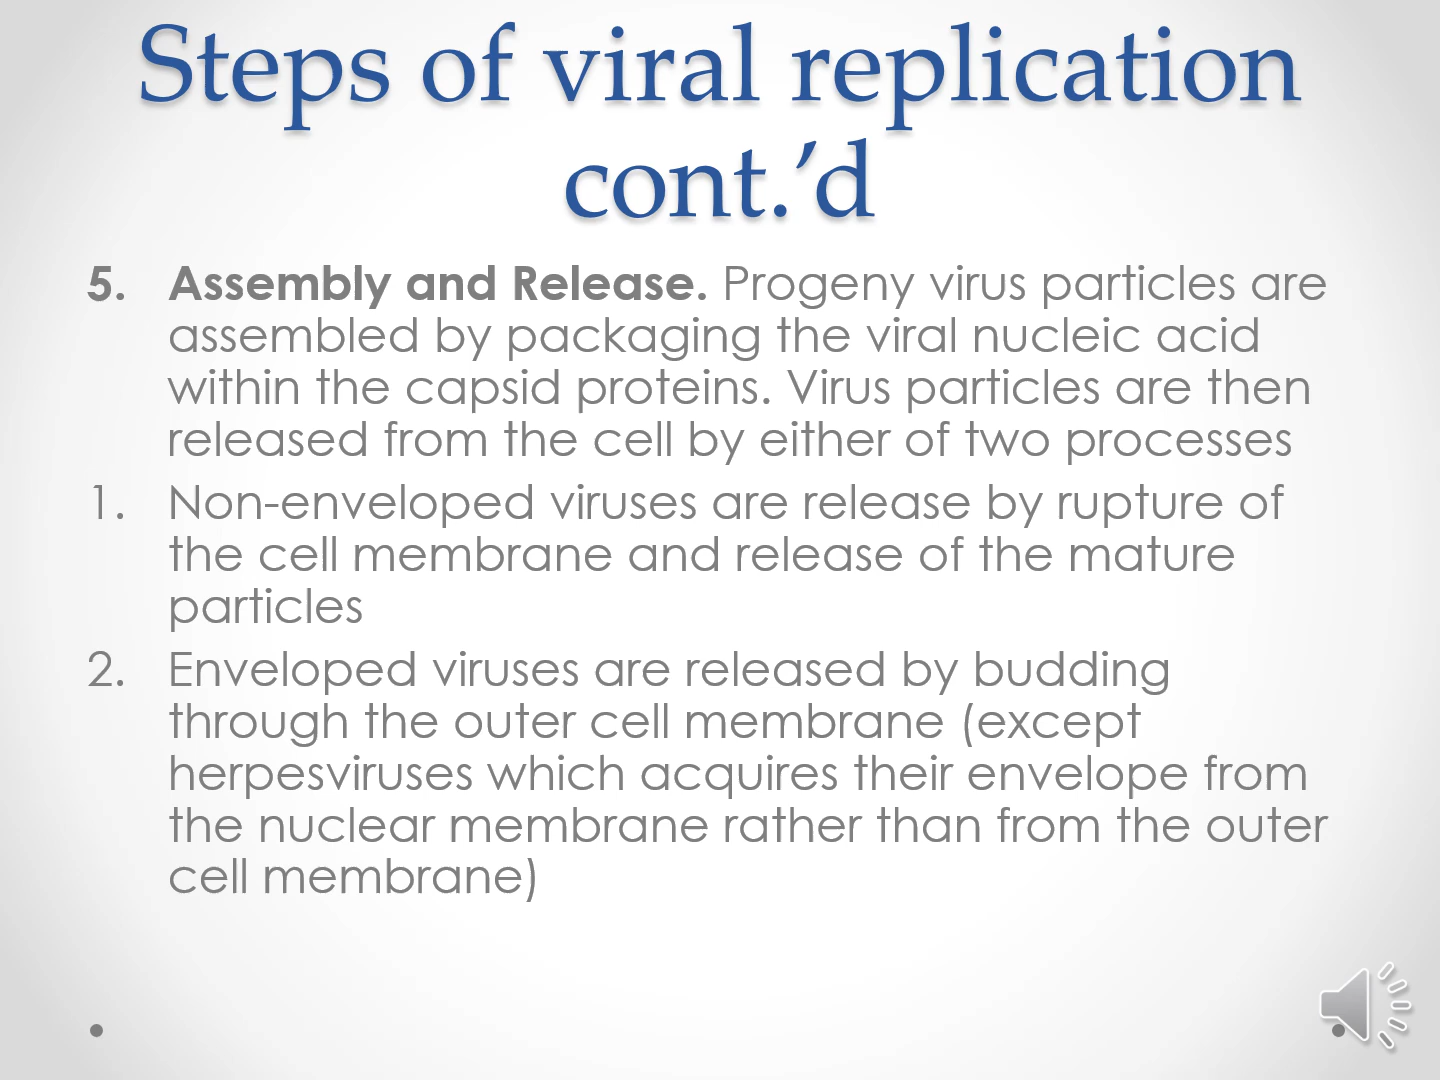 Steps of viral replication
cont.’d
5. Assembly and Release. Progeny virus particles are
assembled by packaging the viral nucleic acid
within the capsid proteins. Virus particles are then
released from the cell by either of two processes
1. Non-enveloped viruses are release by rupture of
the cell membrane and release of the mature
particles
2. Enveloped viruses are released by budding
through the outer cell membrane (except
herpesviruses which acquires their envelope from
the nuclear membrane rather than from the outer
cell membrane)